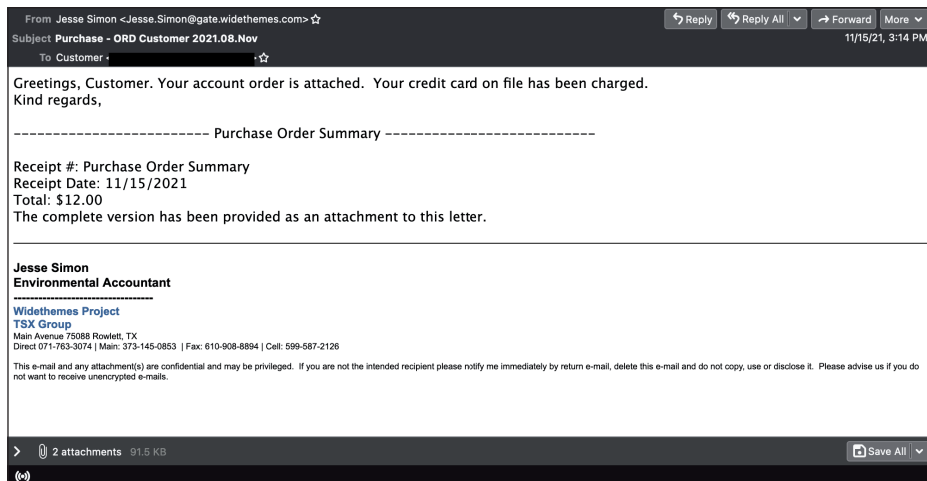 From Jesse Simon <Jesse.Simon@gate.widethemes.com>
Reply Reply All Forward More
Subject Purchase - ORD Customer 2021.08.Nov
11/15/21, 3:14 PM
To Customer
Greetings, Customer. Your account order is attached.  Your credit card on file has been charged.
Kind regards,
-------------------------- Purchase Order Summary ----------------------------
Receipt #: Purchase Order Summary
Receipt Date: 11/15/2021
Total: $12.00
The complete version has been provided as an attachment to this letter.
Jesse Simon
Environmental Accountant
----------------------------------
Widethemes Project
TSX Group
Main Avenue 75088 Rowlett, TX
Direct 071-763-3074 | Main: 373-145-0853  | Fax: 610-908-8894 | Cell: 599-587-2126
This e-mail and any attachment(s) are confidential and may be privileged.  If you are not the intended recipient please notify me immediately by return e-mail, delete this e-mail and do not copy, use or disclose it.  Please advise us if you do
not want to receive unencrypted e-mails.
2 attachments 91.5 KB
Save All